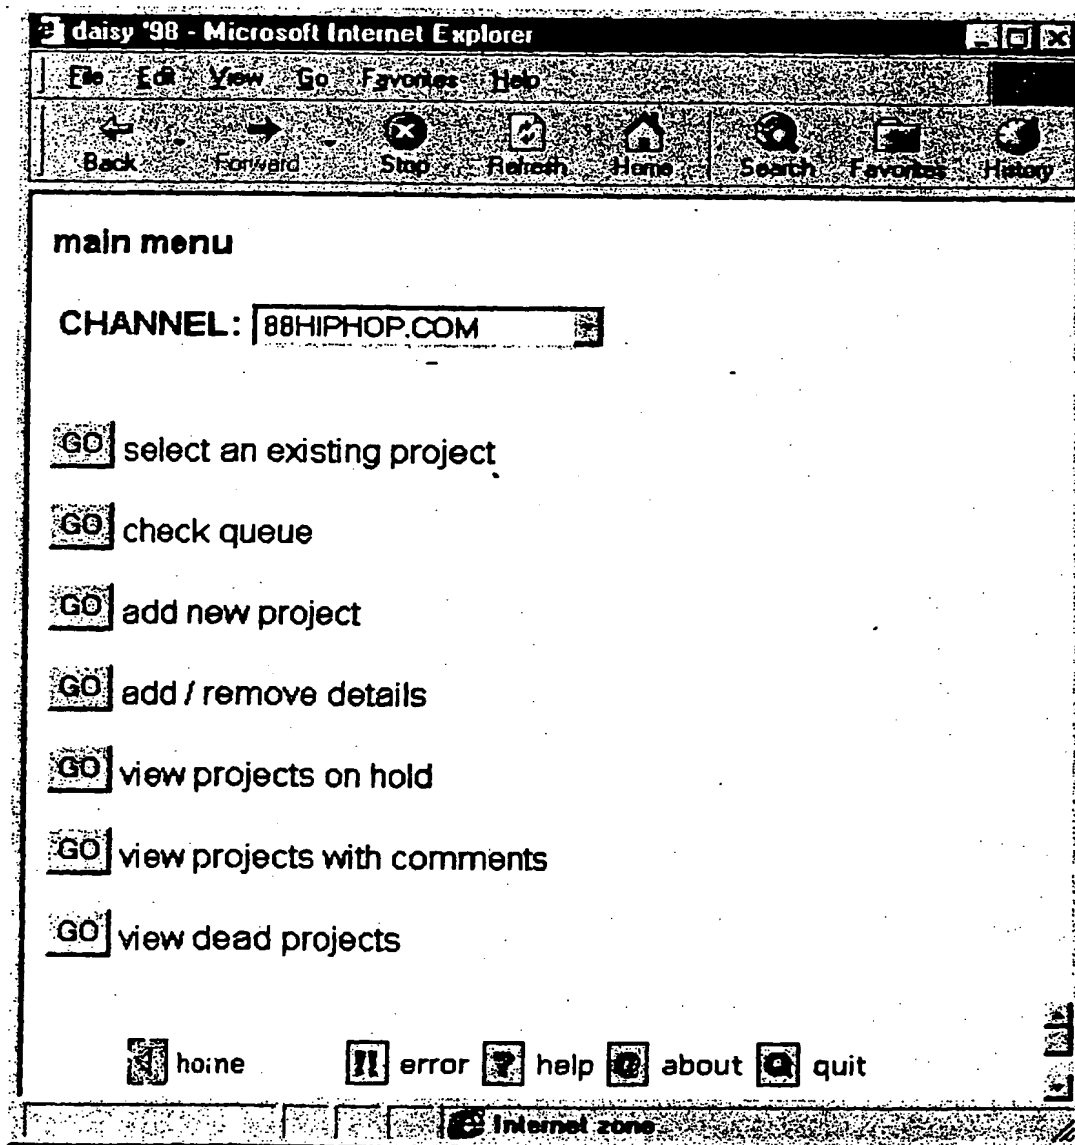 daisy '98 - Microsoft Internet Explorer
File Edit View Go Favorites Help
Back Forward Stop Refresh Home Search Favorites History
main menu
CHANNEL: 88HIPHOP.COM
GO select an existing project
GO check queue
GO add new project
GO add / remove details
GO view projects on hold
GO view projects with comments
GO view dead projects
home !! error ? help @ about Q quit
Internet zone